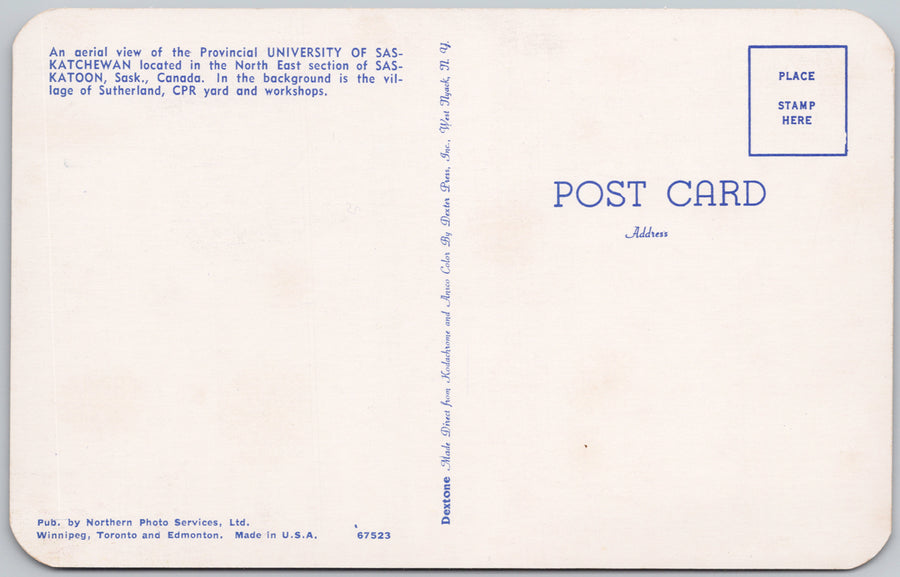 An aerial view of the Provincial UNIVERSITY OF SAS-
KATCHEWAN located in the North East section of SAS-
KATOON, Sask., Canada. In the background is the vil-
lage of Sutherland, CPR yard and workshops.
Pub. by Northern Photo Services, Ltd.
Winnipeg, Toronto and Edmonton. Made in U.S.A. 67523
Dextone Made Direct from Kodachrome and Ansco Color By Dexter Press, Inc., West Nyack, N. Y.
PLACE
STAMP
HERE
POST CARD
Address